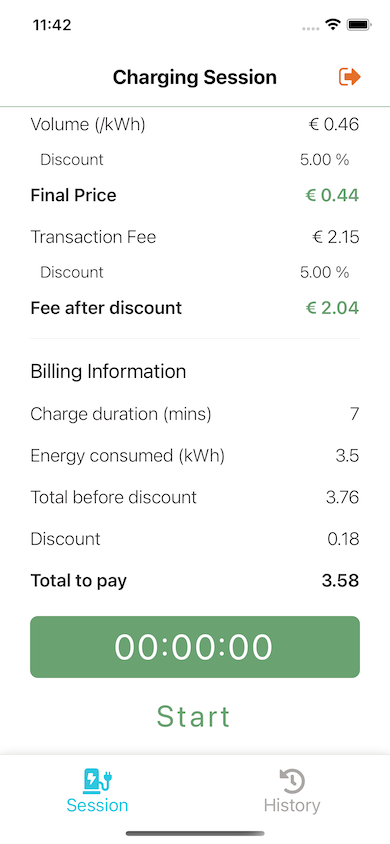 11:42
Charging Session
Volume (/kWh) € 0.46
Discount 5.00 %
Final Price € 0.44
Transaction Fee € 2.15
Discount 5.00 %
Fee after discount € 2.04
Billing Information
Charge duration (mins) 7
Energy consumed (kWh) 3.5
Total before discount 3.76
Discount 0.18
Total to pay 3.58
00:00:00
Start
Session History